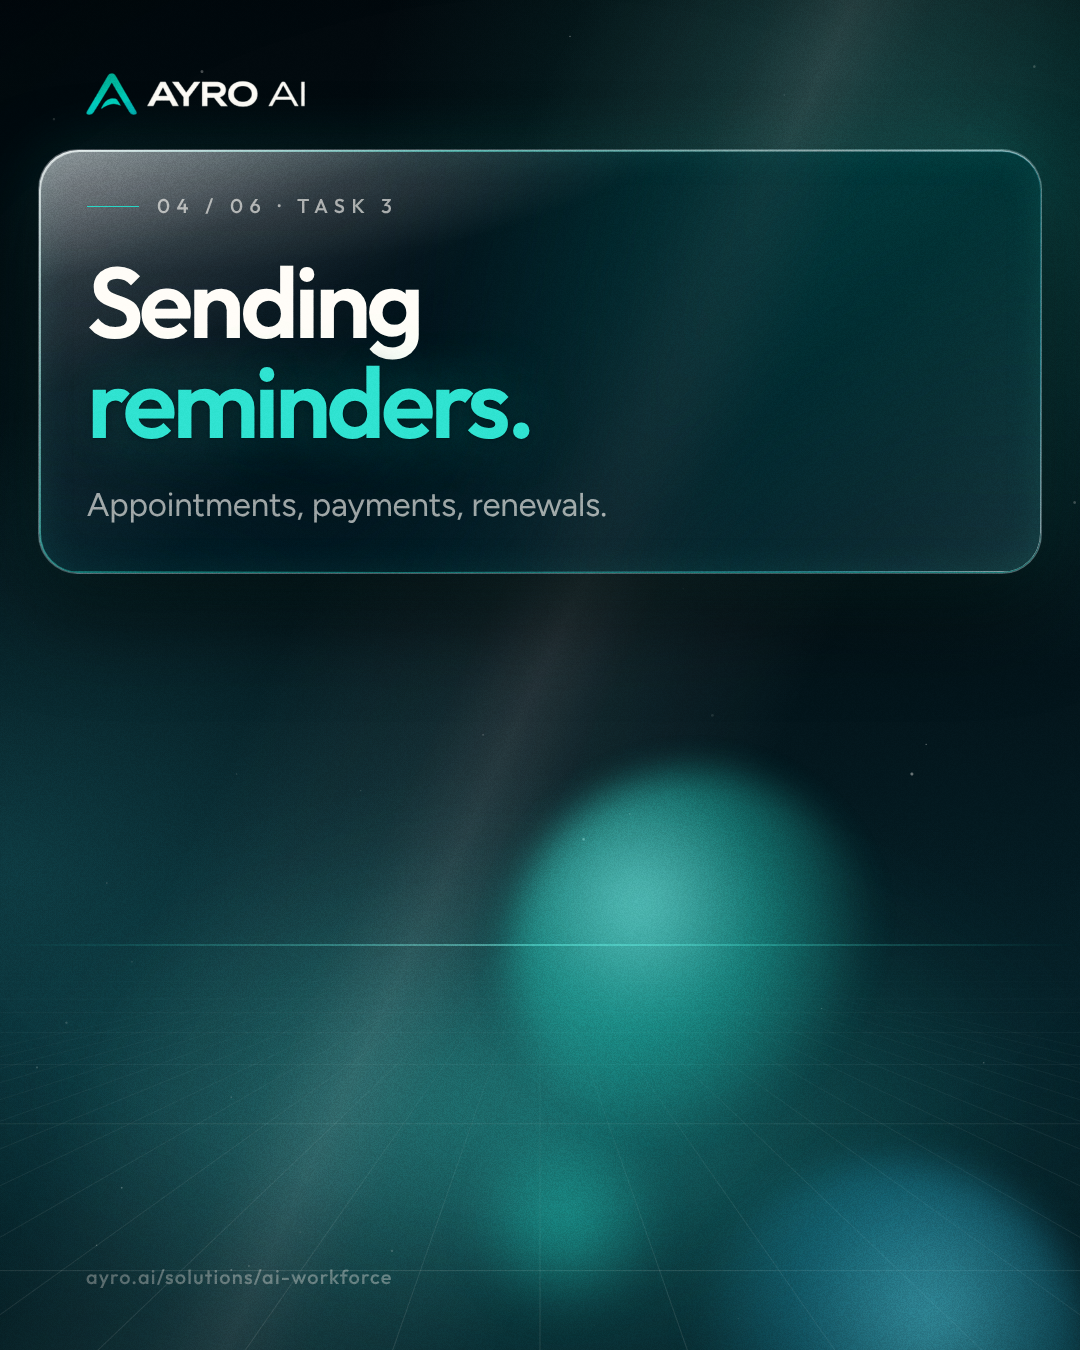 AYRO AI
04 / 06 · TASK 3
Sending
reminders.
Appointments, payments, renewals.
ayro.ai/solutions/ai-workforce